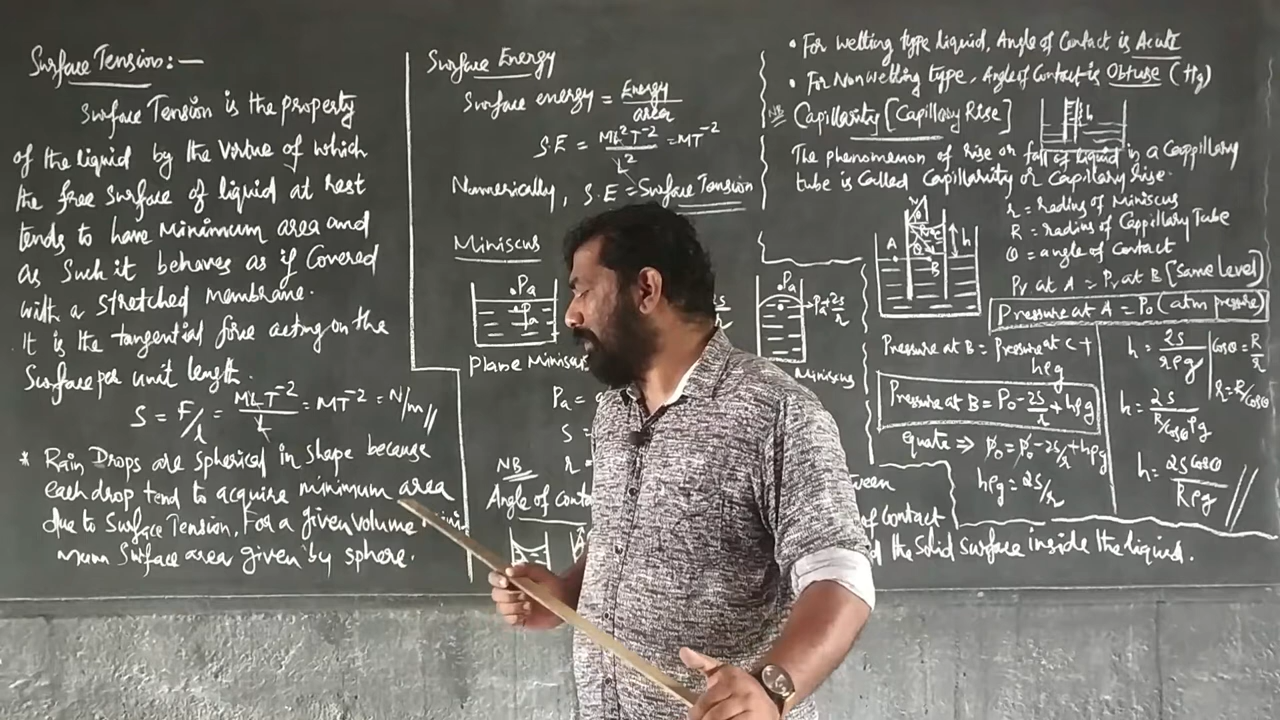 Surface Tension:-
Surface Tension is the property
of the liquid by the virtue of which
the free surface of liquid at rest
tends to have Minimum area and
as Such it behaves as if Covered
with a stretched Membrane.
It is the tangential force acting on the
Surface per unit length.
S = F/l = MLT⁻²/L = MT⁻² = N/m //
* Rain Drops are Spherical in shape because
each drop tend to acquire minimum area
due to Surface Tension. For a given volume mini
mum Surface area given by sphere.
Surface Energy
Surface energy = Energy/area
S.E = ML²T⁻²/L² = MT⁻²
Numerically, S.E = Surface Tension
Miniscus
Pa
Pa
Plane Miniscus
Pa =
S =
r =
NB
Angle of Conta
Pa + 2s/r
Miniscus
between
of Contact
the Solid surface inside the liquid.
• For wetting type liquid, Angle of Contact is Acute
• For Nonwetting type, Angle of Contact is Obtuse (Hg)
NB Capillarity [Capillary Rise]
h
The phenomenon of rise or fall of liquid in a Cappillary
tube is Called Capillarity or Capillary rise.
r = radius of Miniscus
R = radius of Cappillary Tube
θ = angle of Contact
A
B
h
Pr at A = Pr at B [Same level]
Pressure at A = P₀ (atm pressure)
Pressure at B = Pressure at C +
hρg
Pressure at B = P₀ - 2s/r + hρg
equate ⇒ P₀ = P₀ - 2s/r + hρg
hρg = 2s/r
h = 2s/rρg
h = 2s/(R/cosθ ρg)
h = 2s cosθ/Rρg //
cosθ = R/r
r = R/cosθ